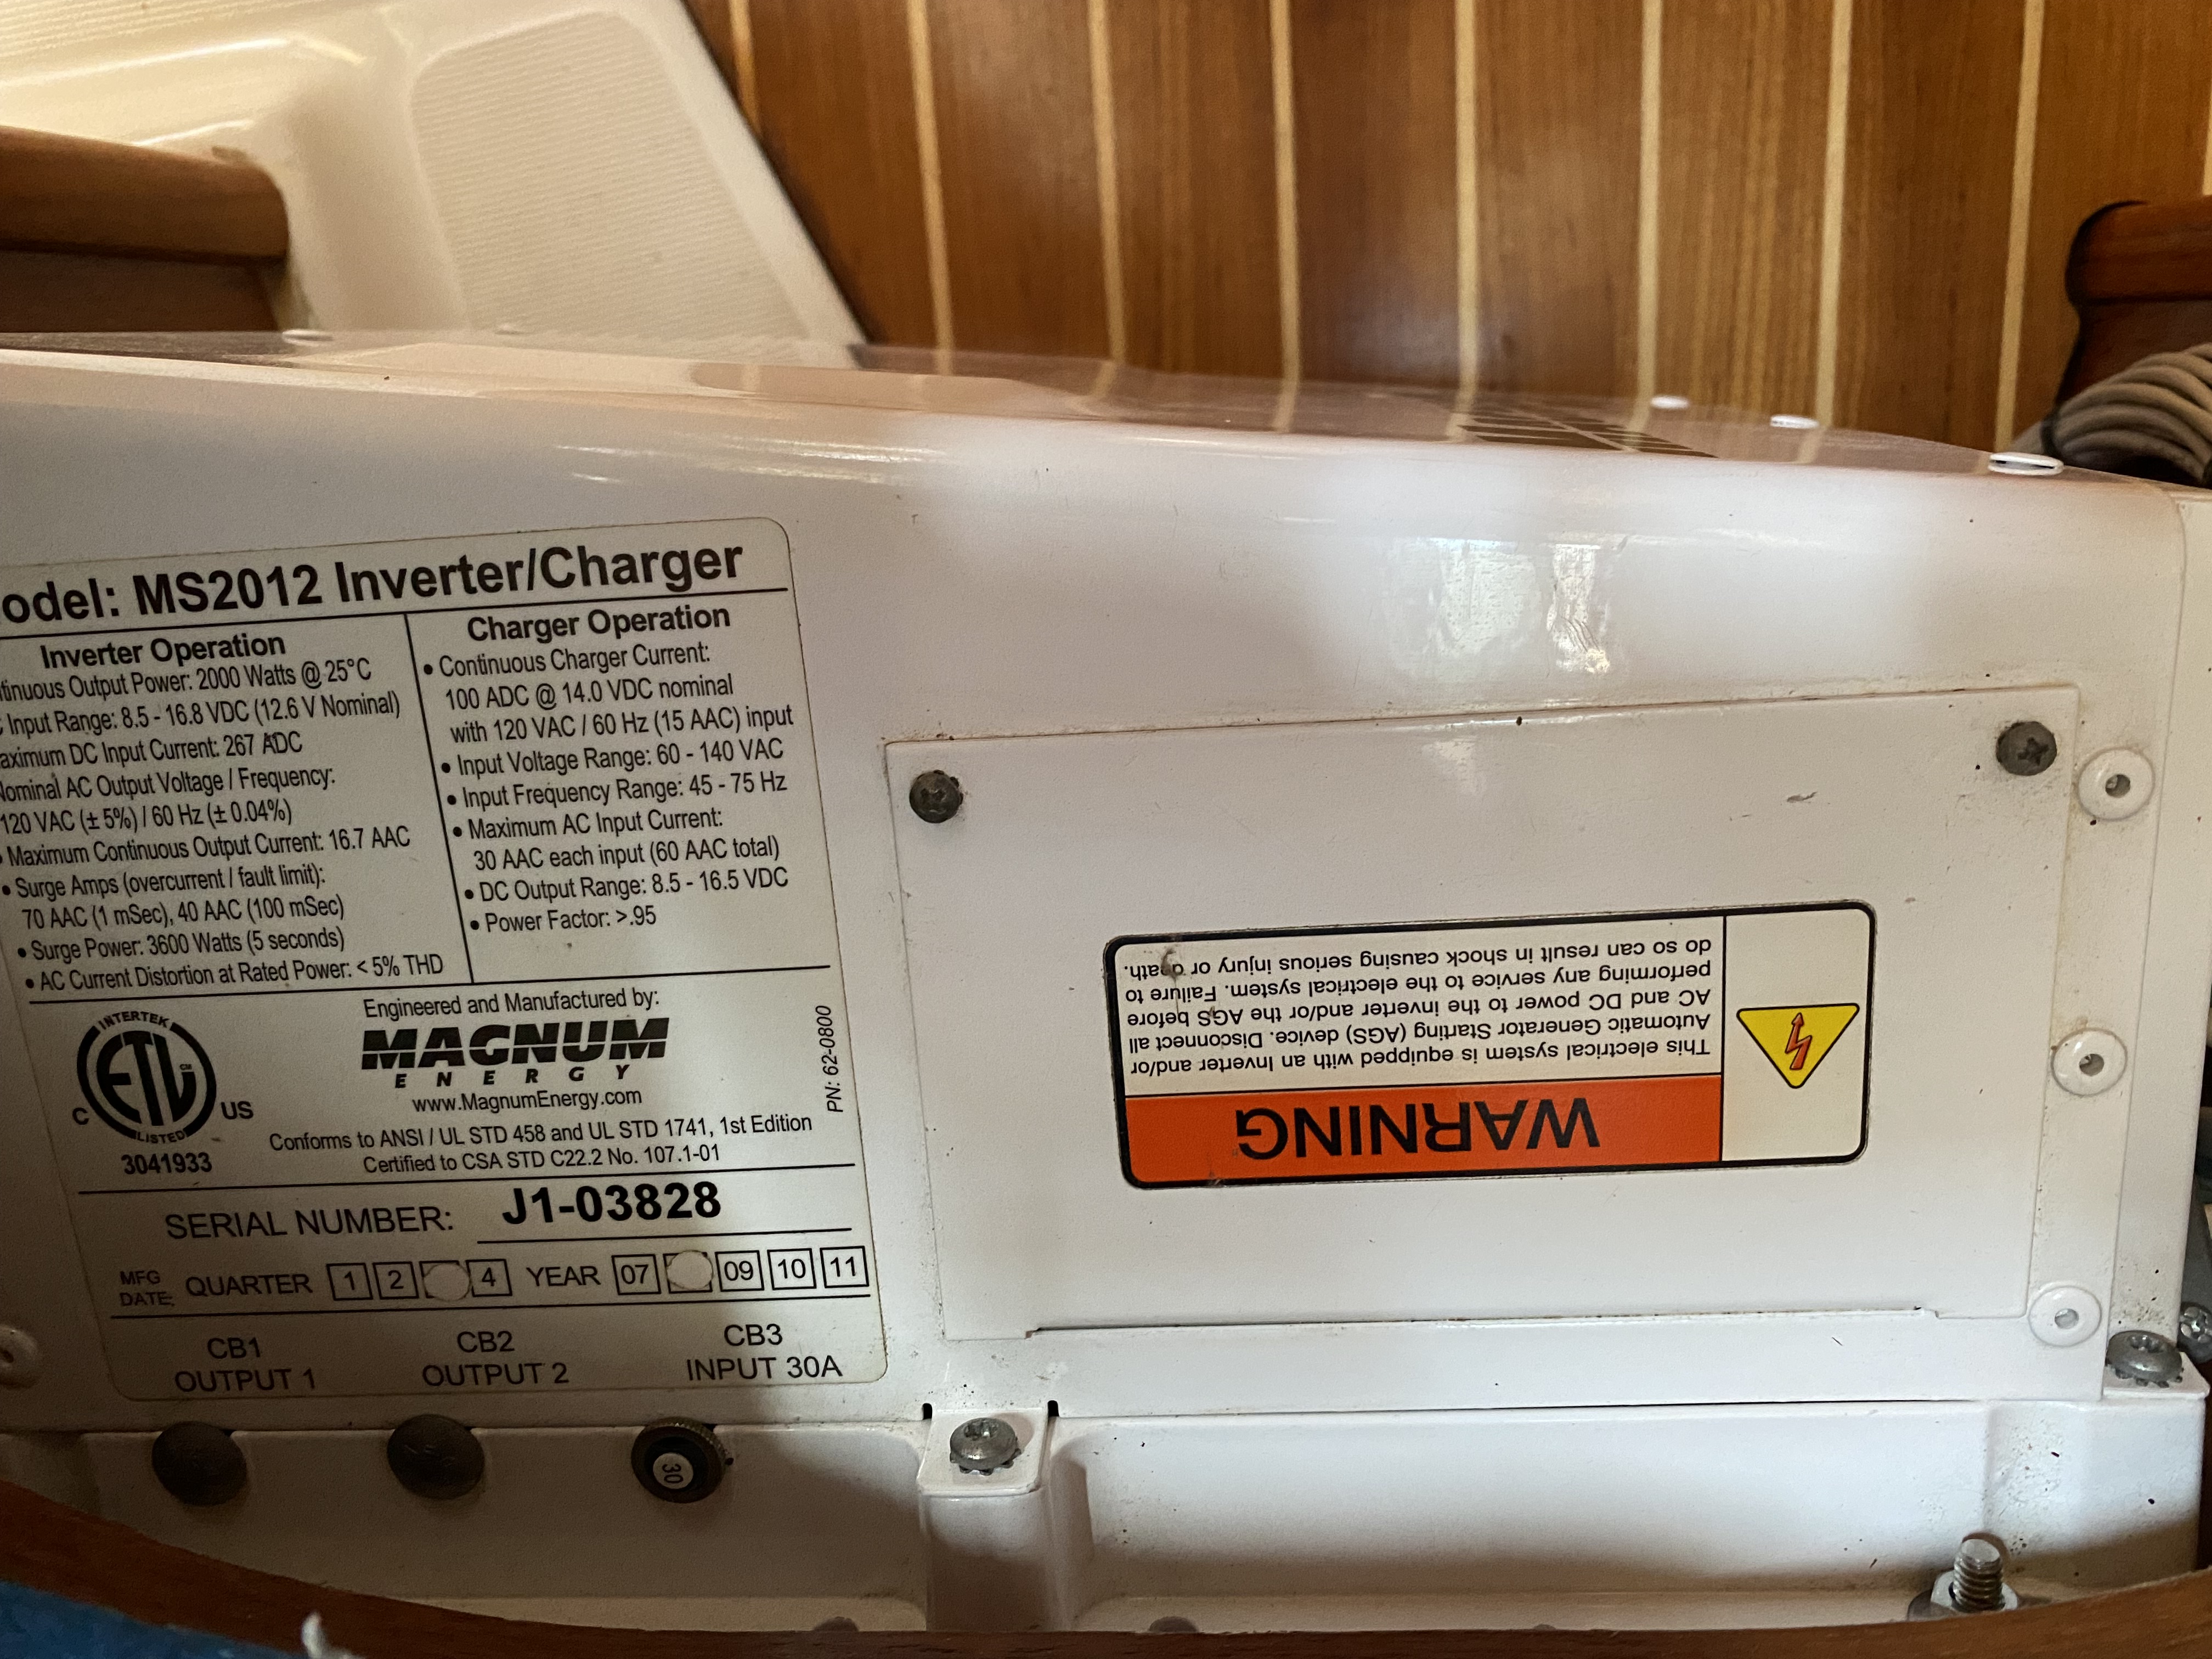 odel: MS2012 Inverter/Charger
Inverter Operation
tinuous Output Power: 2000 Watts @ 25°C
Input Range: 8.5 - 16.8 VDC (12.6 V Nominal)
aximum DC Input Current: 267 ADC
Nominal AC Output Voltage / Frequency:
120 VAC (± 5%) / 60 Hz (± 0.04%)
• Maximum Continuous Output Current: 16.7 AAC
• Surge Amps (overcurrent / fault limit):
70 AAC (1 mSec), 40 AAC (100 mSec)
• Surge Power: 3600 Watts (5 seconds)
• AC Current Distortion at Rated Power: < 5% THD
Charger Operation
• Continuous Charger Current:
100 ADC @ 14.0 VDC nominal
with 120 VAC / 60 Hz (15 AAC) input
• Input Voltage Range: 60 - 140 VAC
• Input Frequency Range: 45 - 75 Hz
• Maximum AC Input Current:
30 AAC each input (60 AAC total)
• DC Output Range: 8.5 - 16.5 VDC
• Power Factor: >.95
INTERTEK
ETL CM
C US
LISTED
3041933
Engineered and Manufactured by:
MAGNUM
ENERGY
www.MagnumEnergy.com
PN: 62-0800
Conforms to ANSI / UL STD 458 and UL STD 1741, 1st Edition
Certified to CSA STD C22.2 No. 107.1-01
SERIAL NUMBER: J1-03828
MFG DATE: QUARTER 1 2 4 YEAR 07 09 10 11
CB1
OUTPUT 1
CB2
OUTPUT 2
CB3
INPUT 30A
30
WARNING
This electrical system is equipped with an Inverter and/or
Automatic Generator Starting (AGS) device. Disconnect all
AC and DC power to the inverter and/or the AGS before
performing any service to the electrical system. Failure to
do so can result in shock causing serious injury or death.